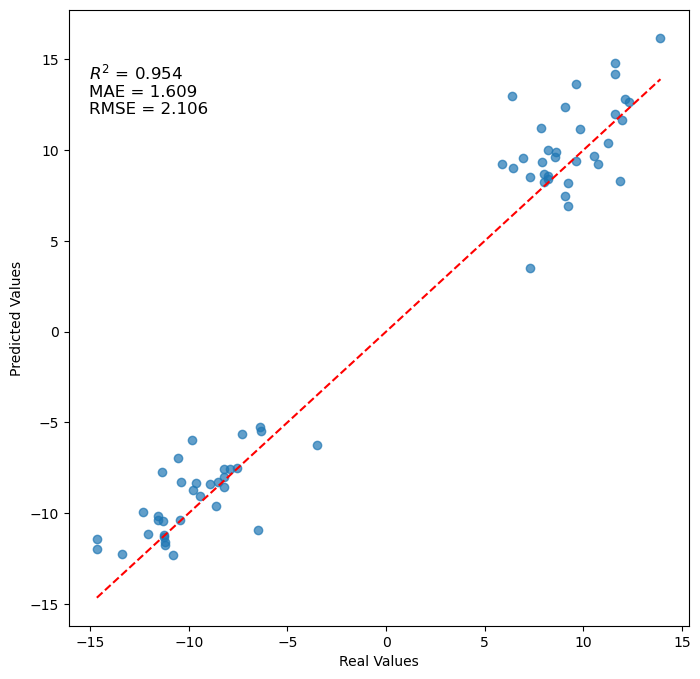 R² = 0.954
MAE = 1.609
RMSE = 2.106
15
10
5
0
−5
−10
−15
Predicted Values
−15 −10 −5 0 5 10 15
Real Values